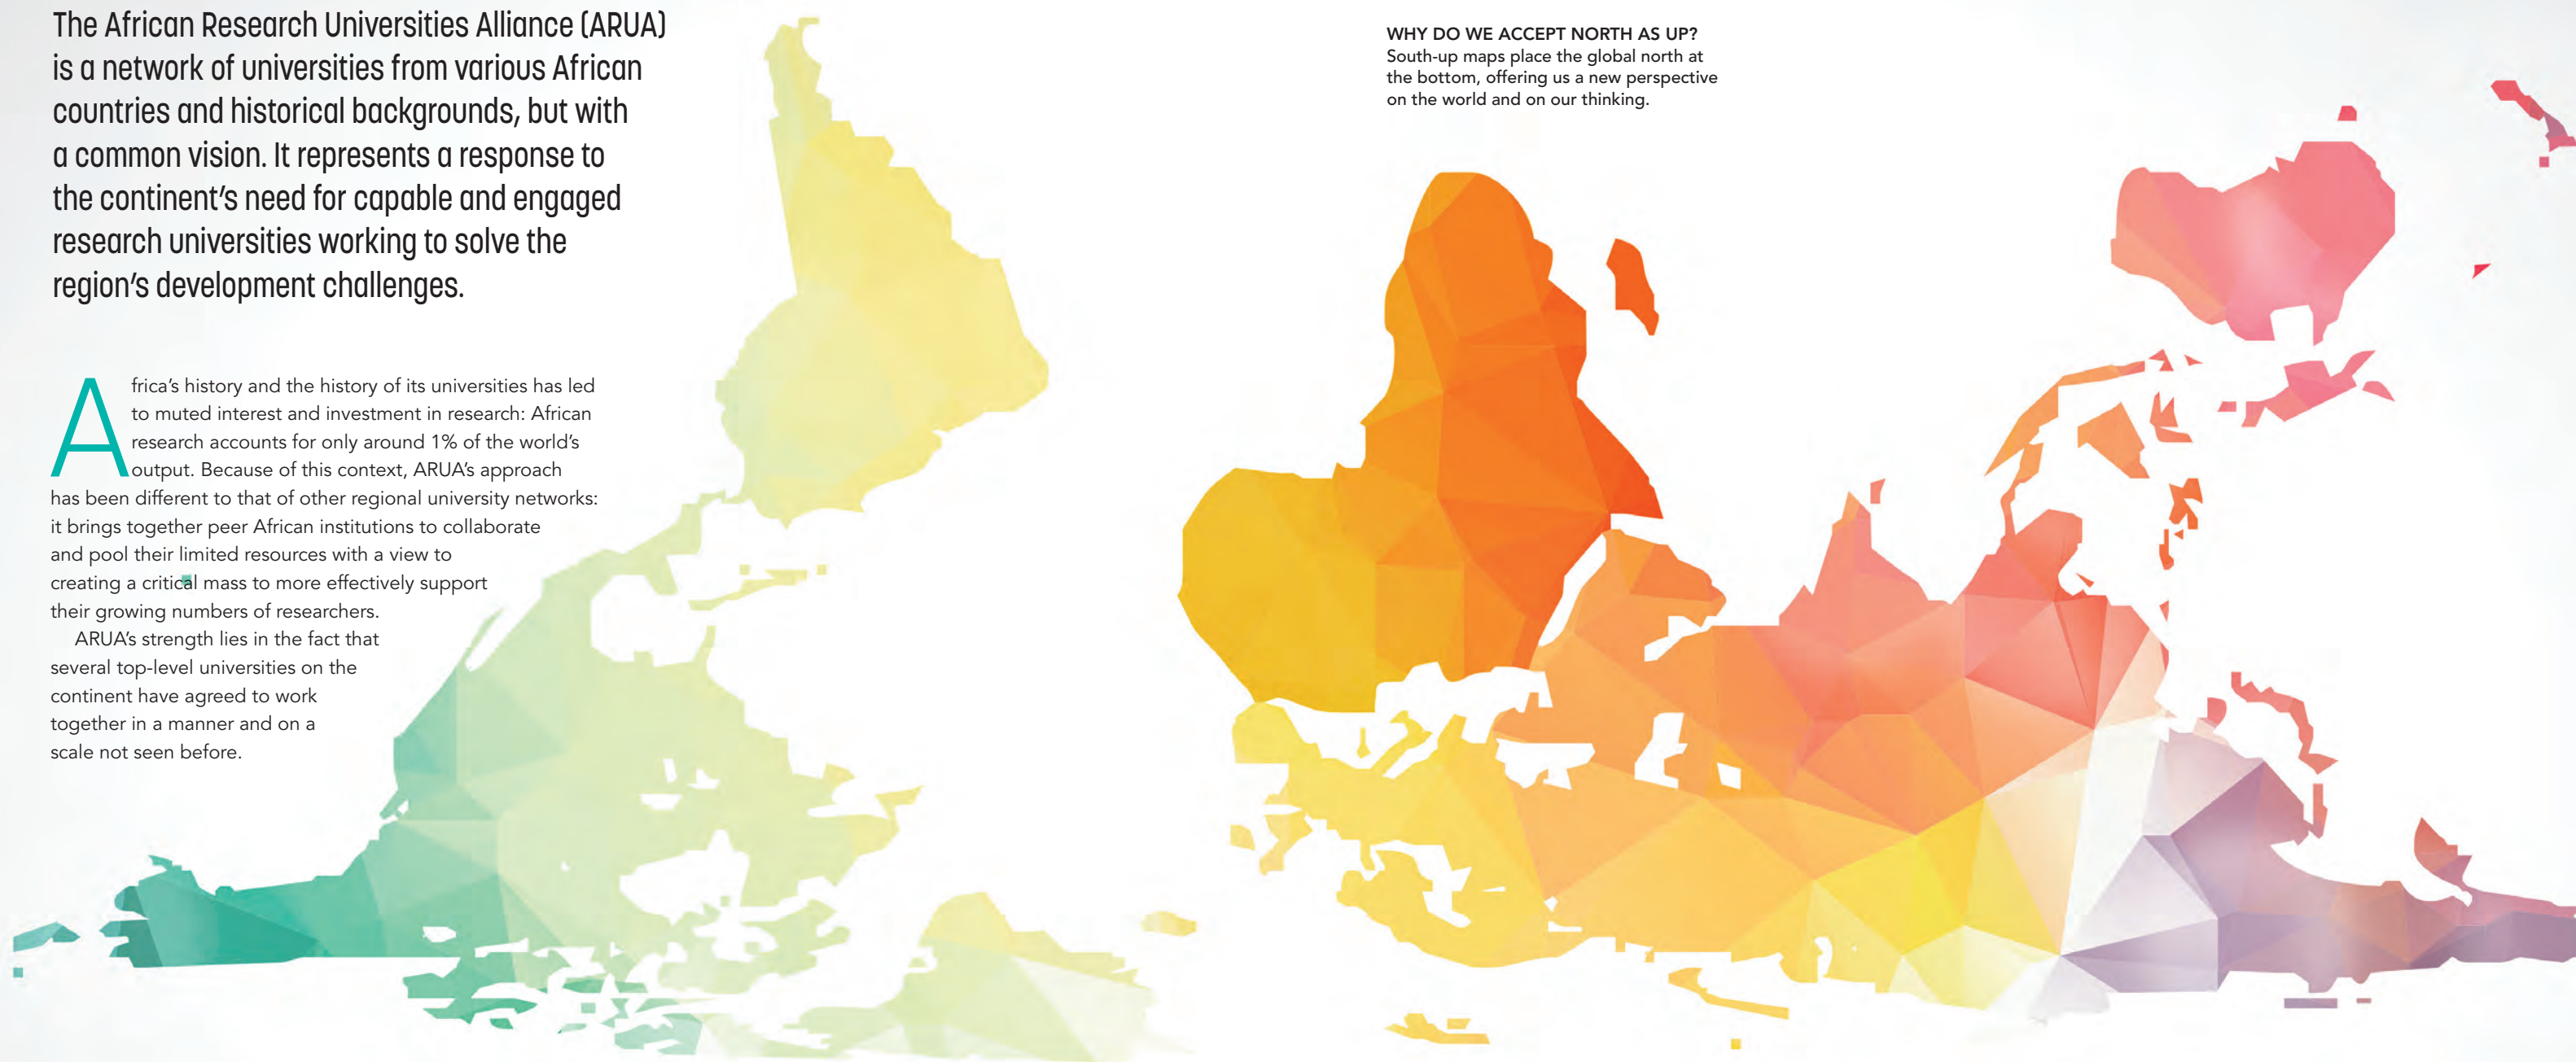 The African Research Universities Alliance (ARUA)
is a network of universities from various African
countries and historical backgrounds, but with
a common vision. It represents a response to
the continent’s need for capable and engaged
research universities working to solve the
region’s development challenges.
Africa’s history and the history of its universities has led
to muted interest and investment in research: African
research accounts for only around 1% of the world’s
output. Because of this context, ARUA’s approach
has been different to that of other regional university networks:
it brings together peer African institutions to collaborate
and pool their limited resources with a view to
creating a critical mass to more effectively support
their growing numbers of researchers.
ARUA’s strength lies in the fact that
several top-level universities on the
continent have agreed to work
together in a manner and on a
scale not seen before.
WHY DO WE ACCEPT NORTH AS UP?
South-up maps place the global north at
the bottom, offering us a new perspective
on the world and on our thinking.